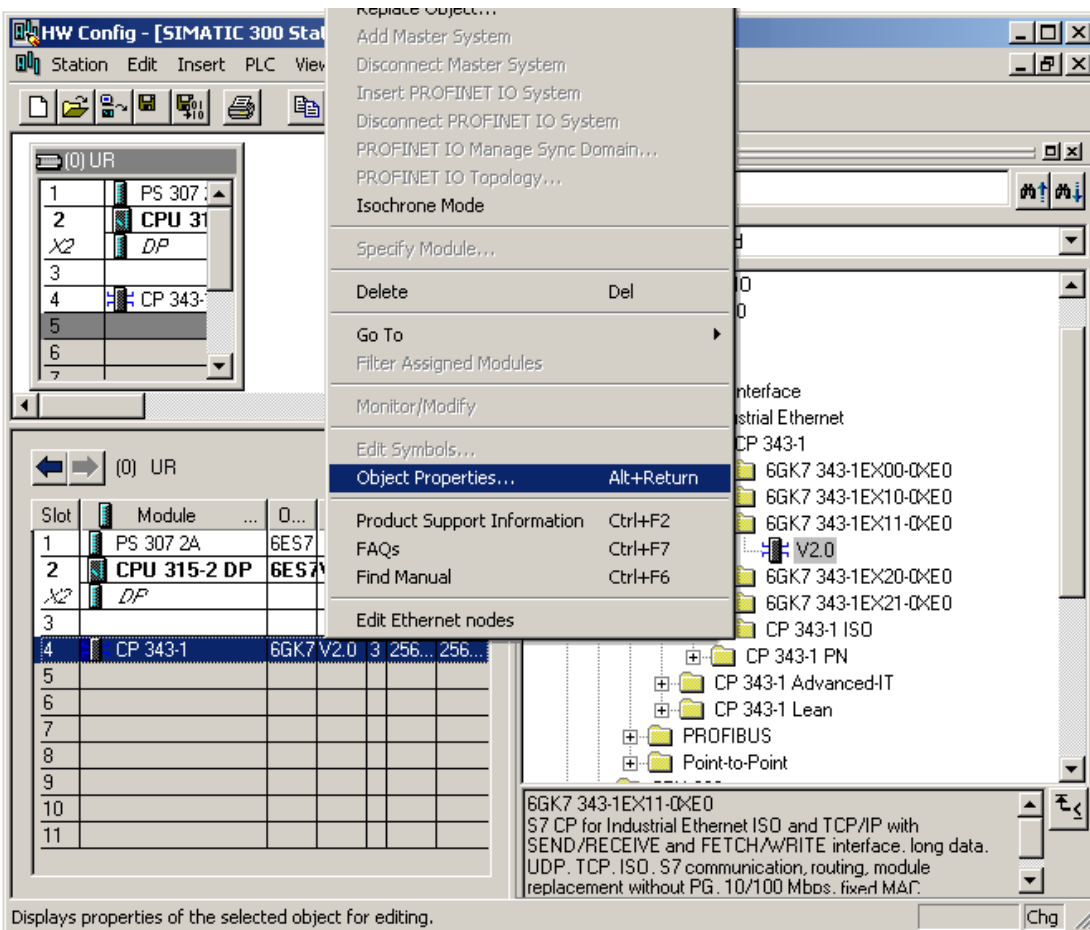 HW Config - [SIMATIC 300 Stat
Station Edit Insert PLC View
Replace Object...
Add Master System
Disconnect Master System
Insert PROFINET IO System
Disconnect PROFINET IO System
PROFINET IO Manage Sync Domain...
PROFINET IO Topology...
Isochrone Mode
Specify Module...
Delete Del
Go To
Filter Assigned Modules
Monitor/Modify
Edit Symbols...
Object Properties... Alt+Return
Product Support Information Ctrl+F2
FAQs Ctrl+F7
Find Manual Ctrl+F6
Edit Ethernet nodes
(0) UR
1 PS 307 2
2 CPU 31
X2 DP
3
4 CP 343-1
5
6
7
(0) UR
Slot Module ... O...
1 PS 307 2A 6ES7
2 CPU 315-2 DP 6ES7
X2 DP
3
4 CP 343-1 6GK7 V2.0 3 256... 256...
5
6
7
8
9
10
11
nterface
strial Ethernet
CP 343-1
6GK7 343-1EX00-0XE0
6GK7 343-1EX10-0XE0
6GK7 343-1EX11-0XE0
V2.0
6GK7 343-1EX20-0XE0
6GK7 343-1EX21-0XE0
CP 343-1 ISO
CP 343-1 PN
CP 343-1 Advanced-IT
CP 343-1 Lean
PROFIBUS
Point-to-Point
6GK7 343-1EX11-0XE0
S7 CP for Industrial Ethernet ISO and TCP/IP with
SEND/RECEIVE and FETCH/WRITE interface. long data.
UDP. TCP. ISO. S7 communication, routing, module
replacement without PG. 10/100 Mbps. fixed MAC.
Displays properties of the selected object for editing.
Chg